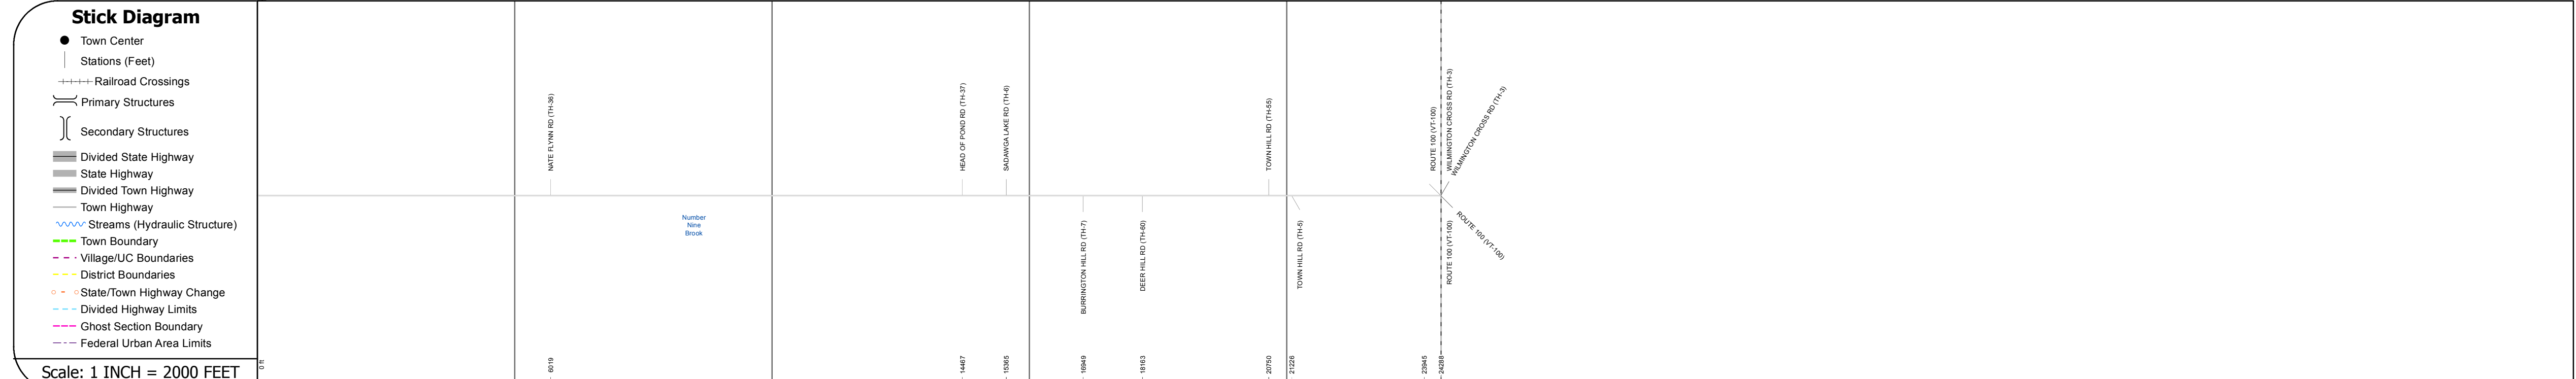 Stick Diagram
Town Center
Stations (Feet)
Railroad Crossings
Primary Structures
Secondary Structures
Divided State Highway
State Highway
Divided Town Highway
Town Highway
Streams (Hydraulic Structure)
Town Boundary
Village/UC Boundaries
District Boundaries
State/Town Highway Change
Divided Highway Limits
Ghost Section Boundary
Federal Urban Area Limits
Scale: 1 INCH = 2000 FEET
NATE FLYNN RD (TH-36)
HEAD OF POND RD (TH-37)
SADAWGA LAKE RD (TH-6)
TOWN HILL RD (TH-55)
ROUTE 100 (VT-100)
WILMINGTON CROSS RD (TH-3)
WILMINGTON CROSS RD (TH-3)
Number
Nine
Brook
BURRINGTON HILL RD (TH-7)
DEER HILL RD (TH-60)
TOWN HILL RD (TH-5)
ROUTE 100 (VT-100)
ROUTE 100 (VT-100)
0 ft
6019
14467
15365
16949
18163
20750
21226
23945
24288